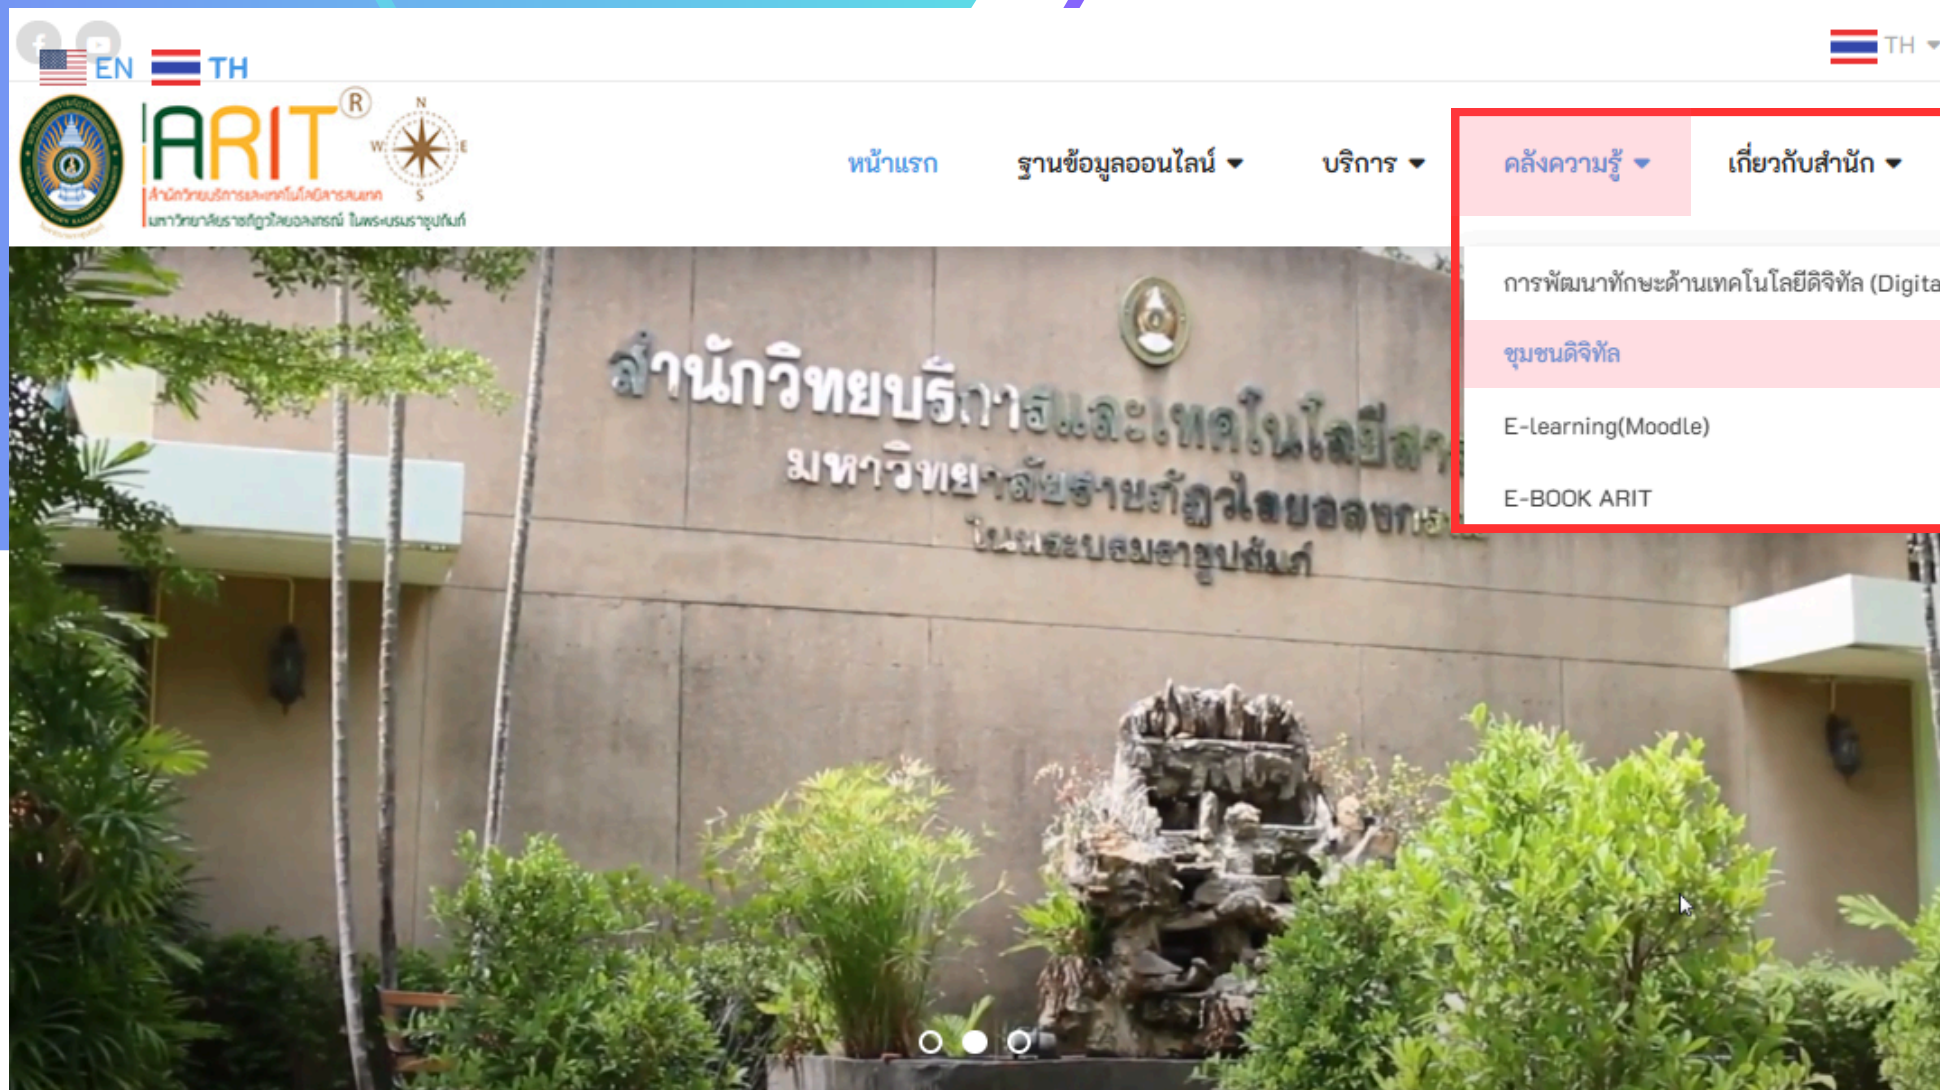 EN TH
TH
ARIT®
N
W E
S
สำนักวิทยบริการและเทคโนโลยีสารสนเทศ
มหาวิทยาลัยราชภัฏวไลยอลงกรณ์ ในพระบรมราชูปถัมภ์
หน้าแรก ฐานข้อมูลออนไลน์ บริการ คลังความรู้ เกี่ยวกับสำนัก
การพัฒนาทักษะด้านเทคโนโลยีดิจิทัล (Digita
ชุมชนดิจิทัล
E-learning(Moodle)
E-BOOK ARIT
สำนักวิทยบริการและเทคโนโลยีสาร
มหาวิทยาลัยราชภัฏวไลยอลงกรณ์
ในพระบรมราชูปถัมภ์